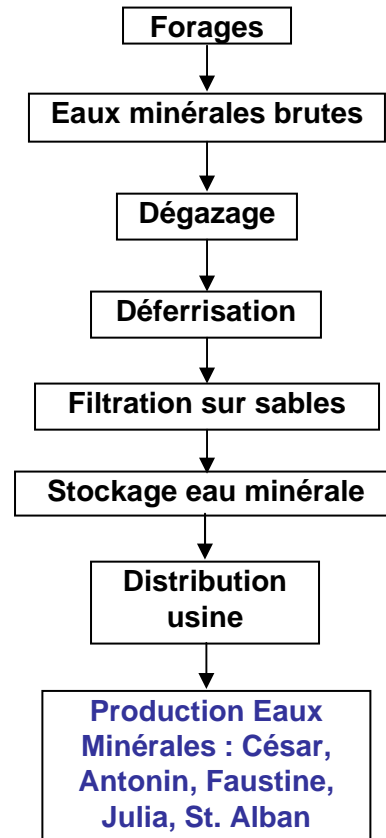 Forages
Eaux minérales brutes
Dégazage
Déferrisation
Filtration sur sables
Stockage eau minérale
Distribution
usine
Production Eaux
Minérales : César,
Antonin, Faustine,
Julia, St. Alban